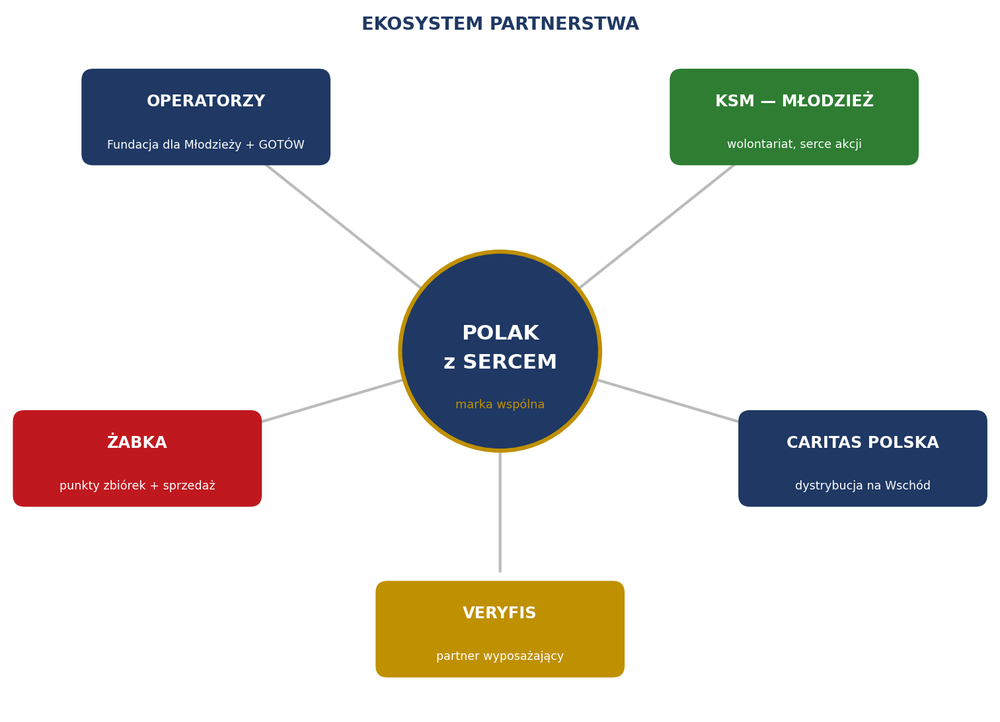 EKOSYSTEM PARTNERSTWA
OPERATORZY
Fundacja dla Młodzieży + GOTÓW
KSM — MŁODZIEŻ
wolontariat, serce akcji
POLAK
z SERCEM
marka wspólna
ŻABKA
punkty zbiórek + sprzedaż
CARITAS POLSKA
dystrybucja na Wschód
VERYFIS
partner wyposażający